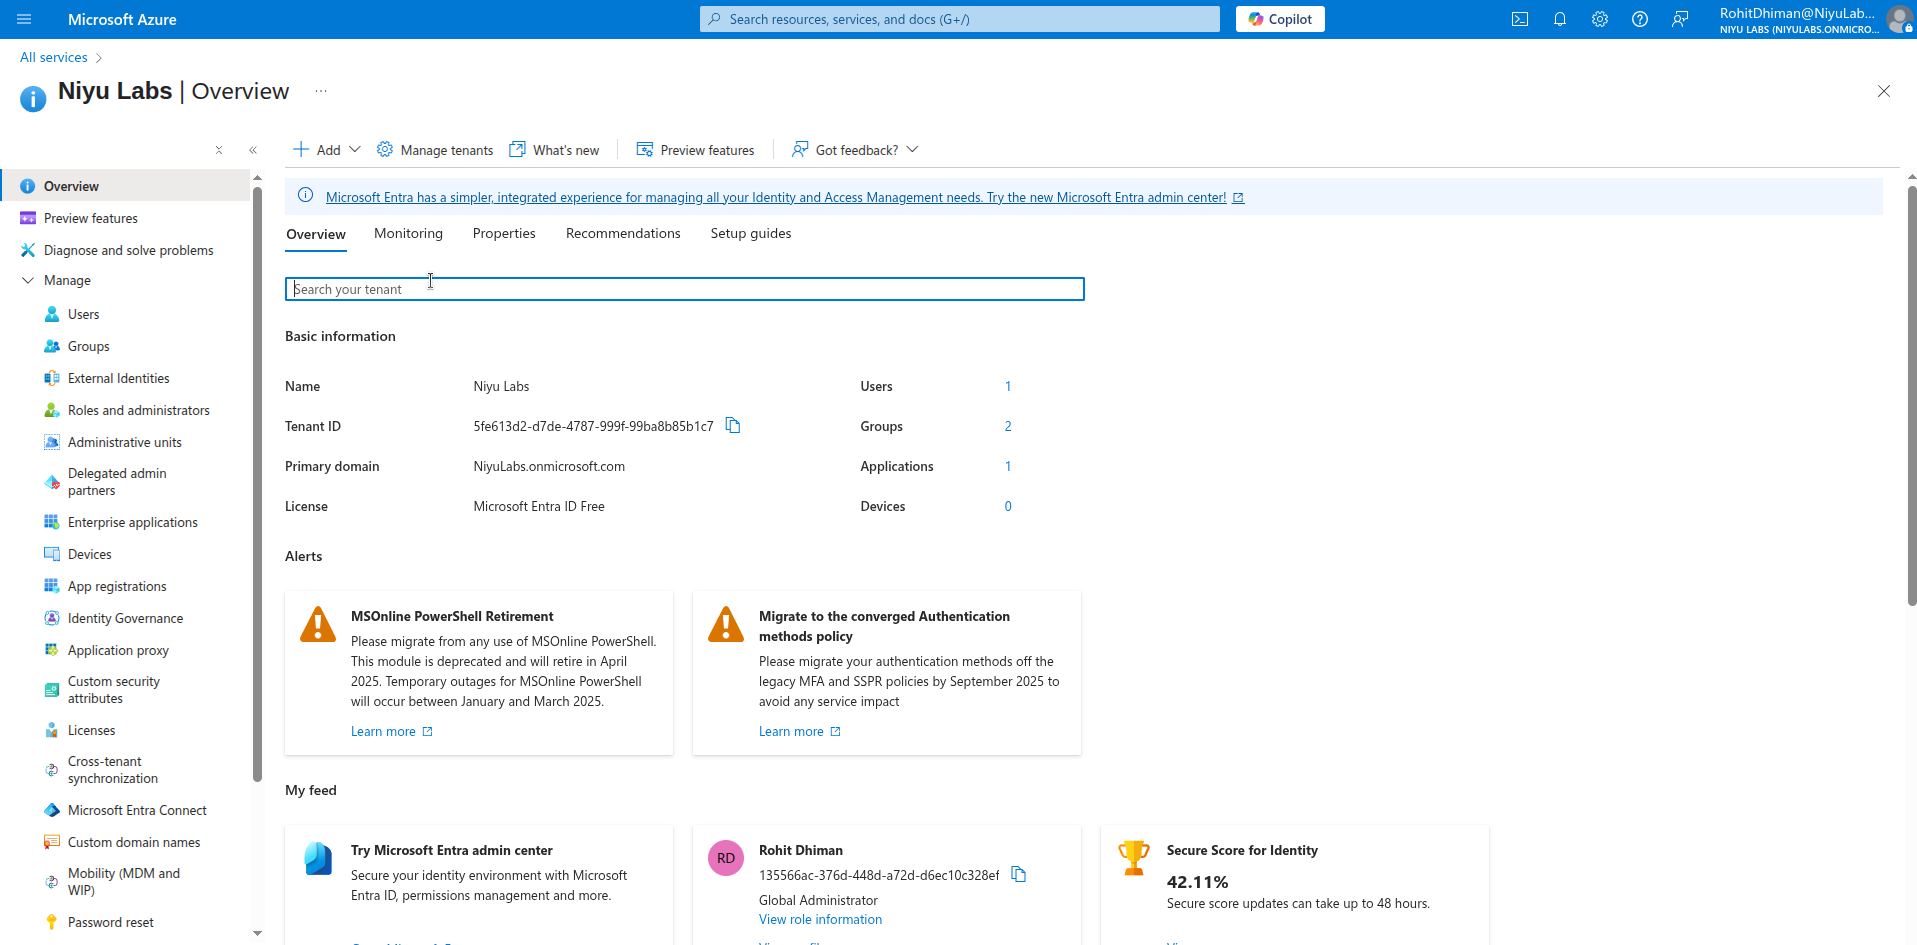 Microsoft Azure
Search resources, services, and docs (G+/)
Copilot
RohitDhiman@NiyuLab...
NIYU LABS (NIYULABS.ONMICRO...
All services
Niyu Labs | Overview
...
Add
Manage tenants
What's new
Preview features
Got feedback?
Overview
Preview features
Diagnose and solve problems
Manage
Users
Groups
External Identities
Roles and administrators
Administrative units
Delegated admin
partners
Enterprise applications
Devices
App registrations
Identity Governance
Application proxy
Custom security
attributes
Licenses
Cross-tenant
synchronization
Microsoft Entra Connect
Custom domain names
Mobility (MDM and
WIP)
Password reset
Microsoft Entra has a simpler, integrated experience for managing all your Identity and Access Management needs. Try the new Microsoft Entra admin center!
Overview
Monitoring
Properties
Recommendations
Setup guides
Search your tenant
Basic information
Name
Niyu Labs
Users
1
Tenant ID
5fe613d2-d7de-4787-999f-99ba8b85b1c7
Groups
2
Primary domain
NiyuLabs.onmicrosoft.com
Applications
1
License
Microsoft Entra ID Free
Devices
0
Alerts
MSOnline PowerShell Retirement
Please migrate from any use of MSOnline PowerShell.
This module is deprecated and will retire in April
2025. Temporary outages for MSOnline PowerShell
will occur between January and March 2025.
Learn more
Migrate to the converged Authentication
methods policy
Please migrate your authentication methods off the
legacy MFA and SSPR policies by September 2025 to
avoid any service impact
Learn more
My feed
Try Microsoft Entra admin center
Secure your identity environment with Microsoft
Entra ID, permissions management and more.
RD
Rohit Dhiman
135566ac-376d-448d-a72d-d6ec10c328ef
Global Administrator
View role information
Secure Score for Identity
42.11%
Secure score updates can take up to 48 hours.